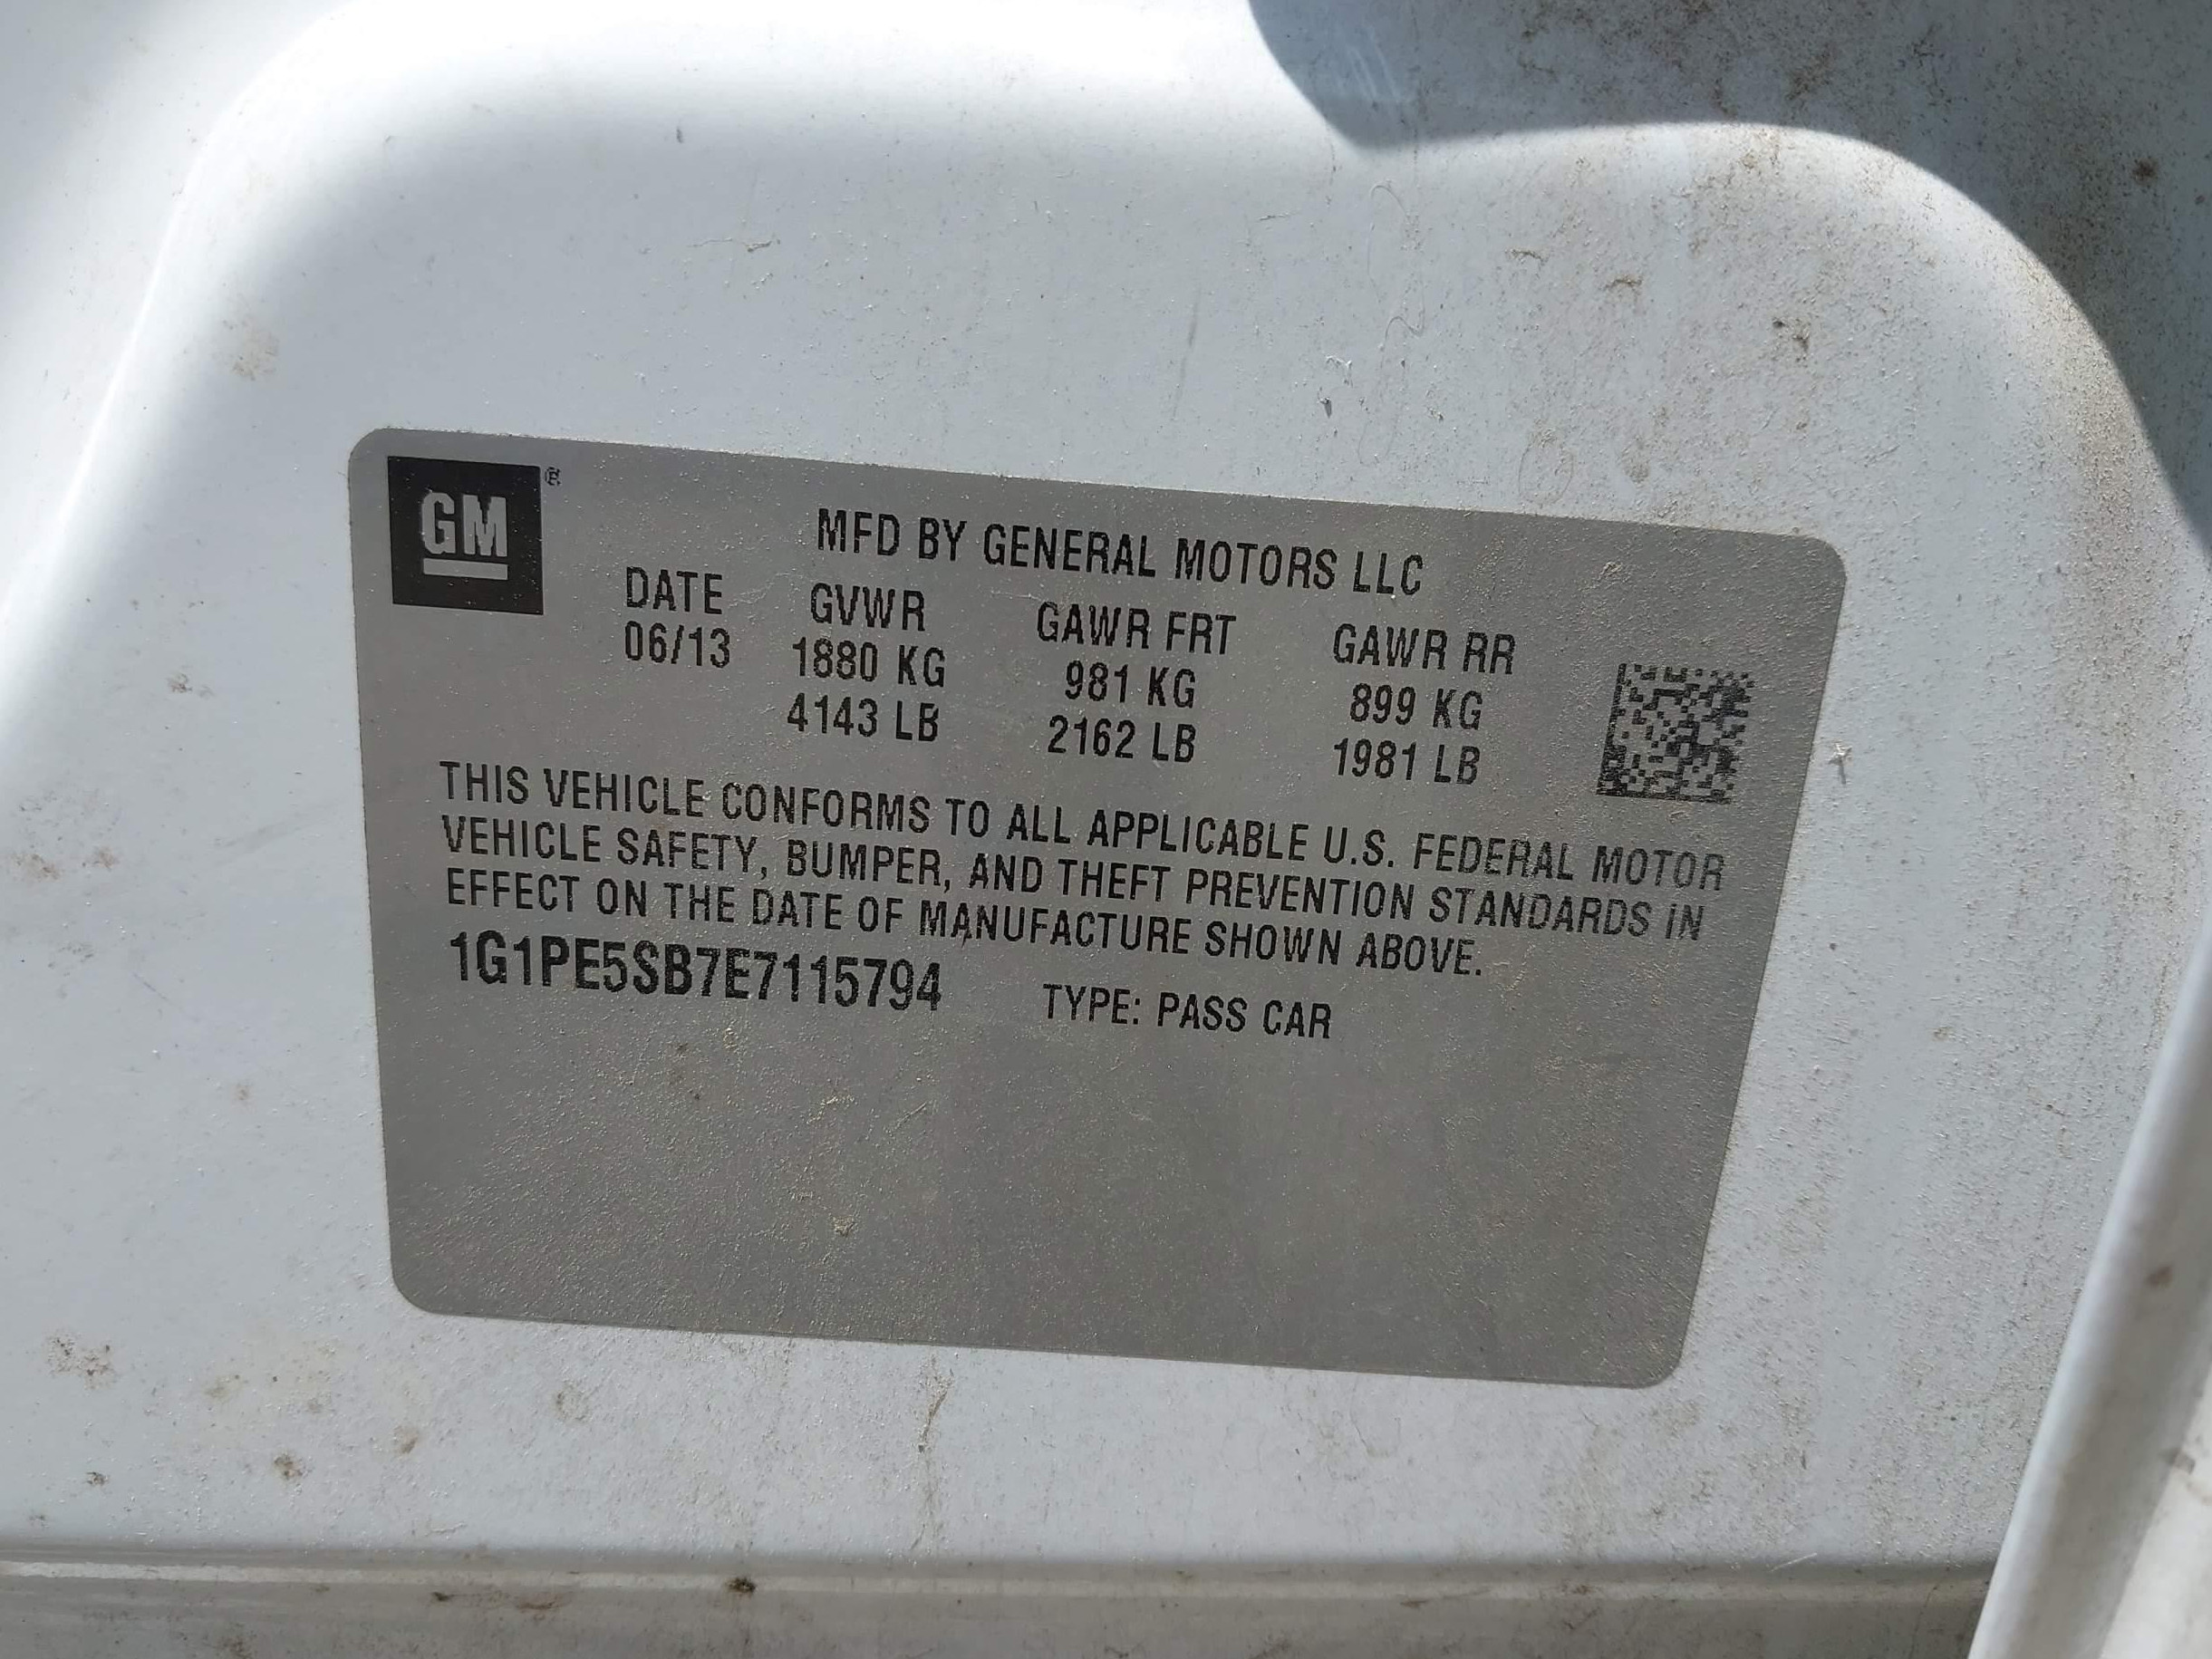 GM ®
MFD BY GENERAL MOTORS LLC
DATE GVWR GAWR FRT GAWR RR
06/13 1880 KG 981 KG 899 KG
4143 LB 2162 LB 1981 LB
THIS VEHICLE CONFORMS TO ALL APPLICABLE U.S. FEDERAL MOTOR
VEHICLE SAFETY, BUMPER, AND THEFT PREVENTION STANDARDS IN
EFFECT ON THE DATE OF MANUFACTURE SHOWN ABOVE.
1G1PE5SB7E7115794 TYPE: PASS CAR